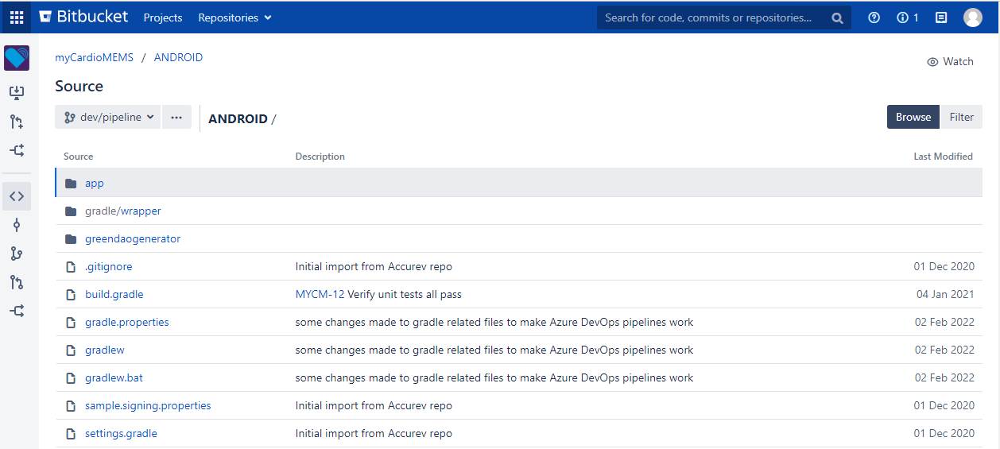 Bitbucket Projects Repositories Search for code, commits or repositories... 1
myCardioMEMS / ANDROID
Watch
Source
dev/pipeline ... ANDROID / Browse Filter
Source Description Last Modified
app
gradle/wrapper
greendaogenerator
.gitignore Initial import from Accurev repo 01 Dec 2020
build.gradle MYCM-12 Verify unit tests all pass 04 Jan 2021
gradle.properties some changes made to gradle related files to make Azure DevOps pipelines work 02 Feb 2022
gradlew some changes made to gradle related files to make Azure DevOps pipelines work 02 Feb 2022
gradlew.bat some changes made to gradle related files to make Azure DevOps pipelines work 02 Feb 2022
sample.signing.properties Initial import from Accurev repo 01 Dec 2020
settings.gradle Initial import from Accurev repo 01 Dec 2020